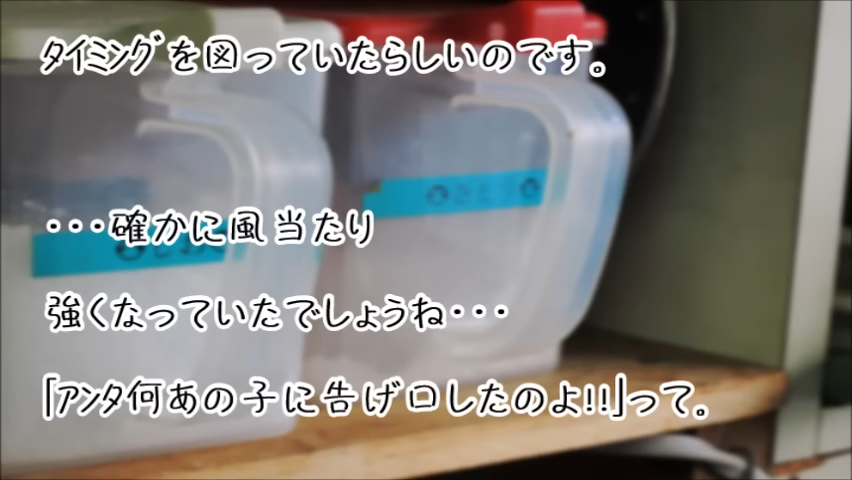 ﾀｲﾐﾝｸﾞを図っていたらしいのです。
・・・確かに風当たり
強くなっていたでしょうね・・・
｢ｱﾝﾀ何あの子に告げ口したのよ!!｣って。